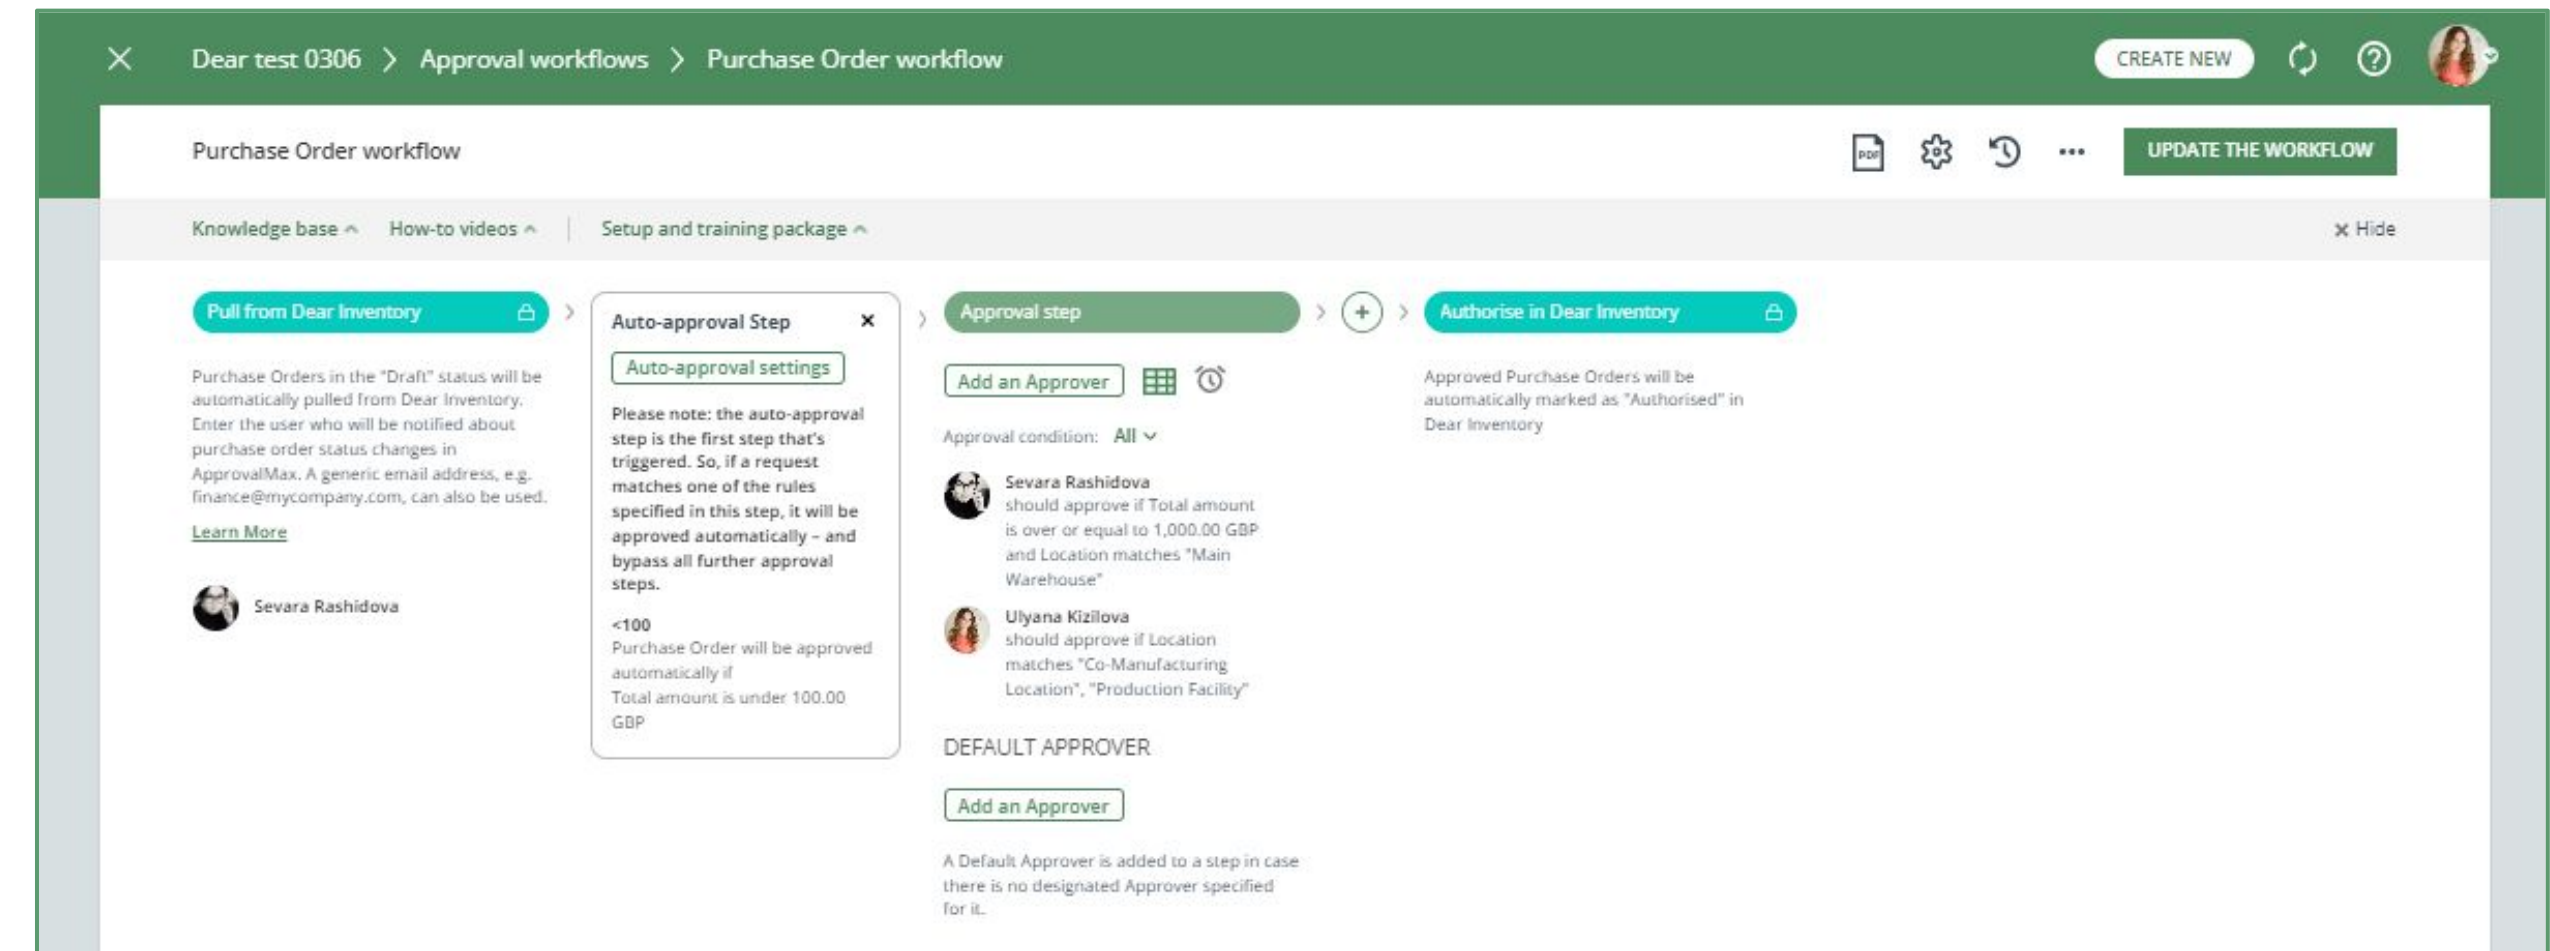 Dear test 0306 > Approval workflows > Purchase Order workflow
CREATE NEW
Purchase Order workflow
PDF
UPDATE THE WORKFLOW
Knowledge base
How-to videos
Setup and training package
Hide
Pull from Dear Inventory
Purchase Orders in the "Draft" status will be
automatically pulled from Dear Inventory.
Enter the user who will be notified about
purchase order status changes in
ApprovalMax. A generic email address, e.g.
finance@mycompany.com, can also be used.
Learn More
Sevara Rashidova
Auto-approval Step
Auto-approval settings
Please note: the auto-approval
step is the first step that's
triggered. So, if a request
matches one of the rules
specified in this step, it will be
approved automatically – and
bypass all further approval
steps.
<100
Purchase Order will be approved
automatically if
Total amount is under 100.00
GBP
Approval step
Add an Approver
Approval condition: All
Sevara Rashidova
should approve if Total amount
is over or equal to 1,000.00 GBP
and Location matches "Main
Warehouse"
Ulyana Kizilova
should approve if Location
matches "Co-Manufacturing
Location", "Production Facility"
DEFAULT APPROVER
Add an Approver
A Default Approver is added to a step in case
there is no designated Approver specified
for it.
Authorise in Dear Inventory
Approved Purchase Orders will be
automatically marked as "Authorised" in
Dear Inventory